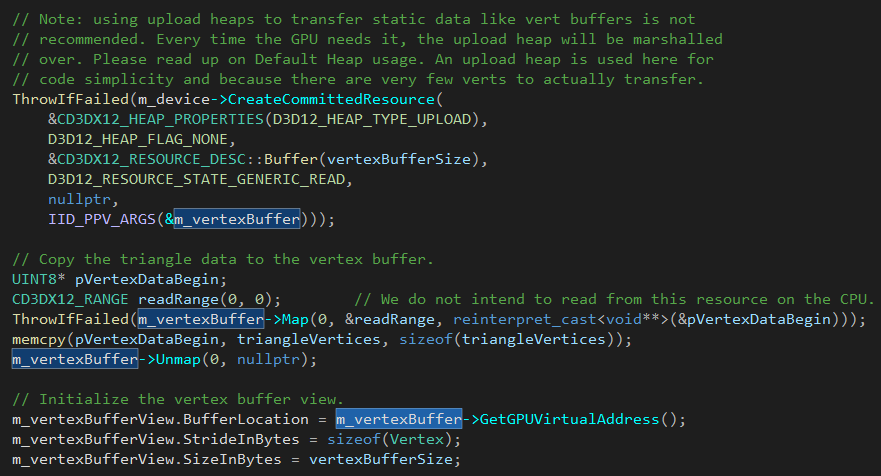 // Note: using upload heaps to transfer static data like vert buffers is not
// recommended. Every time the GPU needs it, the upload heap will be marshalled
// over. Please read up on Default Heap usage. An upload heap is used here for
// code simplicity and because there are very few verts to actually transfer.
ThrowIfFailed(m_device->CreateCommittedResource(
    &CD3DX12_HEAP_PROPERTIES(D3D12_HEAP_TYPE_UPLOAD),
    D3D12_HEAP_FLAG_NONE,
    &CD3DX12_RESOURCE_DESC::Buffer(vertexBufferSize),
    D3D12_RESOURCE_STATE_GENERIC_READ,
    nullptr,
    IID_PPV_ARGS(&m_vertexBuffer)));

// Copy the triangle data to the vertex buffer.
UINT8* pVertexDataBegin;
CD3DX12_RANGE readRange(0, 0);        // We do not intend to read from this resource on the CPU.
ThrowIfFailed(m_vertexBuffer->Map(0, &readRange, reinterpret_cast<void**>(&pVertexDataBegin)));
memcpy(pVertexDataBegin, triangleVertices, sizeof(triangleVertices));
m_vertexBuffer->Unmap(0, nullptr);

// Initialize the vertex buffer view.
m_vertexBufferView.BufferLocation = m_vertexBuffer->GetGPUVirtualAddress();
m_vertexBufferView.StrideInBytes = sizeof(Vertex);
m_vertexBufferView.SizeInBytes = vertexBufferSize;